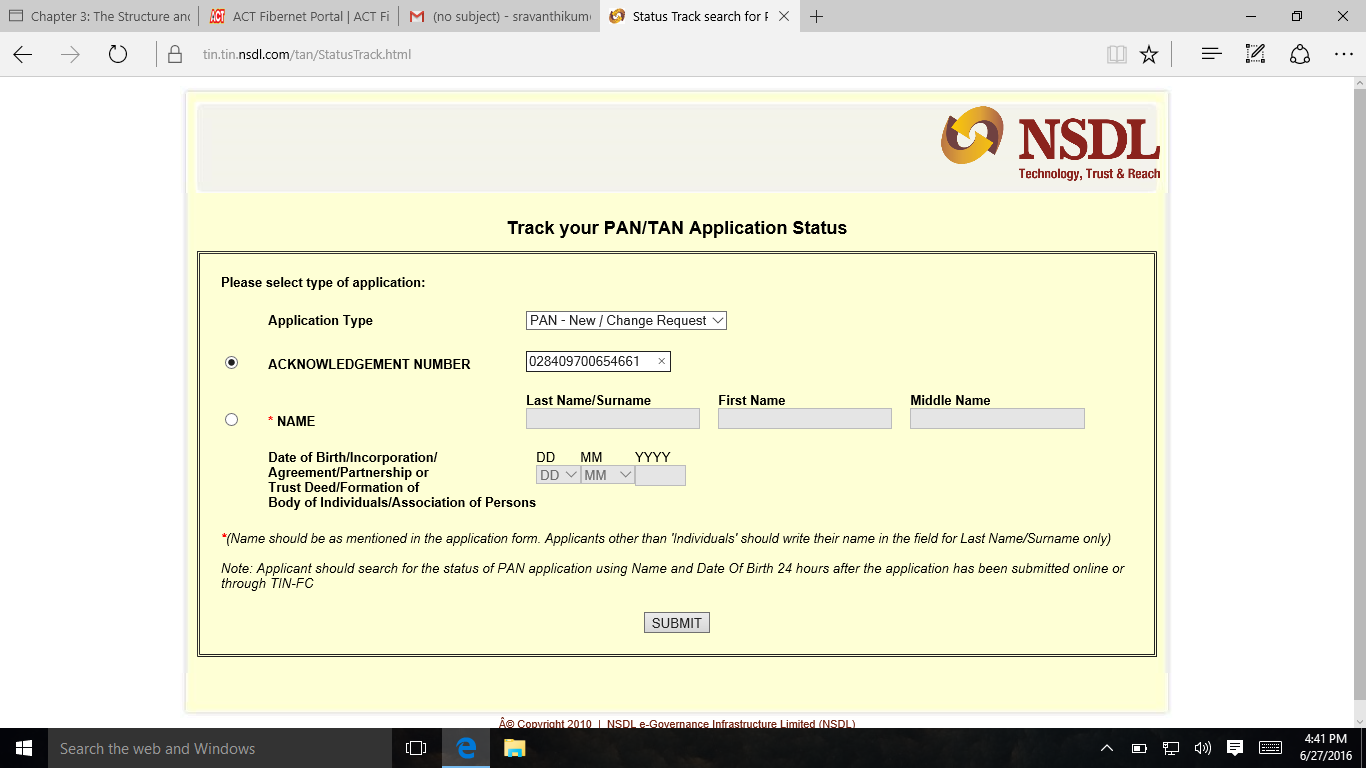 Chapter 3: The Structure and
ACT Fibernet Portal | ACT Fi
(no subject) - sravanthikum
Status Track search for P
tin.tin.nsdl.com/tan/StatusTrack.html
NSDL
Technology, Trust & Reach
Track your PAN/TAN Application Status
Please select type of application:
Application Type PAN - New / Change Request
ACKNOWLEDGEMENT NUMBER 028409700654661
Last Name/Surname First Name Middle Name
* NAME
Date of Birth/Incorporation/ DD MM YYYY
Agreement/Partnership or DD MM
Trust Deed/Formation of
Body of Individuals/Association of Persons
*(Name should be as mentioned in the application form. Applicants other than 'Individuals' should write their name in the field for Last Name/Surname only)
Note: Applicant should search for the status of PAN application using Name and Date Of Birth 24 hours after the application has been submitted online or
through TIN-FC
SUBMIT
Â© Copyright 2010 | NSDL e-Governance Infrastructure Limited (NSDL)
Search the web and Windows
4:41 PM
6/27/2016